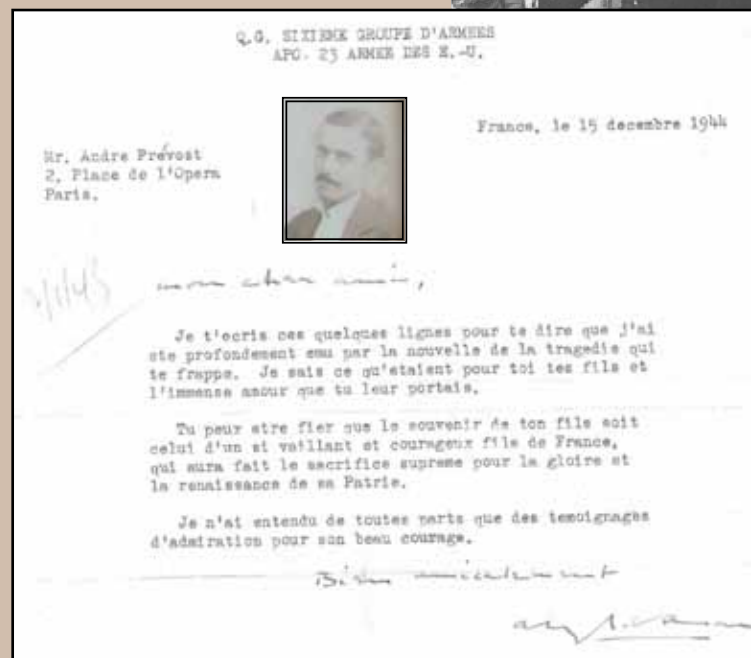 Q.G. SIXIEME GROUPE D'ARMEES
APO. 23 ARMEE DES E.-U.
France, le 15 decembre 1944
Mr. Andre Prévost
2, Place de l'Opera
Paris.
mon cher ami,
Je t'ecris ces quelques lignes pour te dire que j'ai
ete profondement emu par la nouvelle de la tragedie qui
te frappe. Je sais ce qu'etaient pour toi tes fils et
l'immense amour que tu leur portais.
Tu peux etre fier que le souvenir de ton fils soit
celui d'un si vaillant et courageux fils de France,
qui aura fait le sacrifice supreme pour la gloire et
la renaissance de sa Patrie.
Je n'ai entendu de toutes parts que des temoignages
d'admiration pour son beau courage.
Bien amicalement